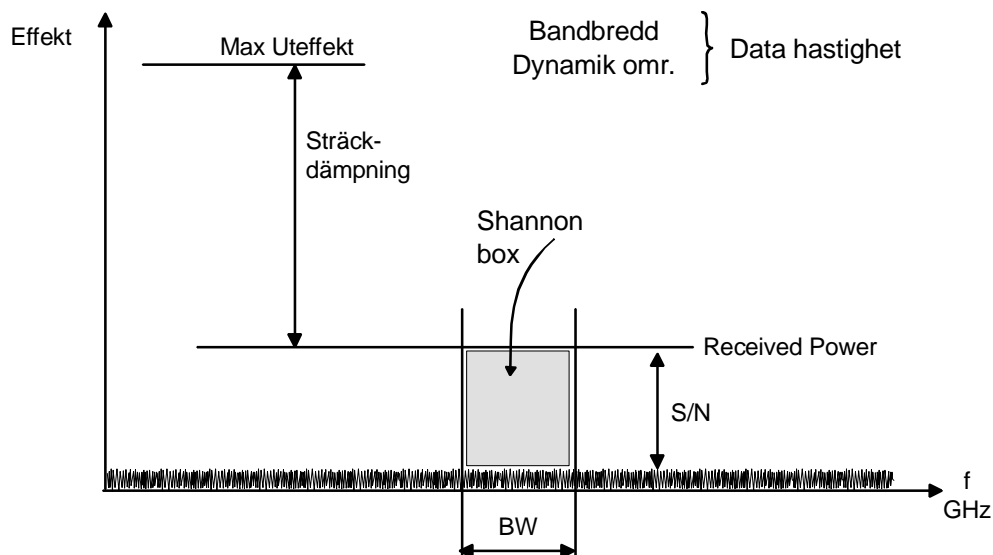 Effekt
Max Uteffekt
Bandbredd
Dynamik omr.
Data hastighet
Sträck-
dämpning
Shannon
box
Received Power
S/N
f
GHz
BW